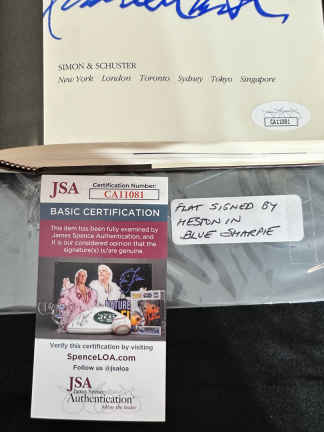 SIMON & SCHUSTER
New York London Toronto Sydney Tokyo Singapore
CA11081
JSA
Certification Number
CA11081
BASIC CERTIFICATION
This item has been fully examined by
James Spence Authentication, and
it is our considered opinion that the
signature(s) is/are genuine.
FLAT SIGNED BY
HESTON IN
BLUE SHARPIE
Verify this certification by visiting
SpenceLOA.com
Follow us @jsaloa
JSA
James Spence
Authentication